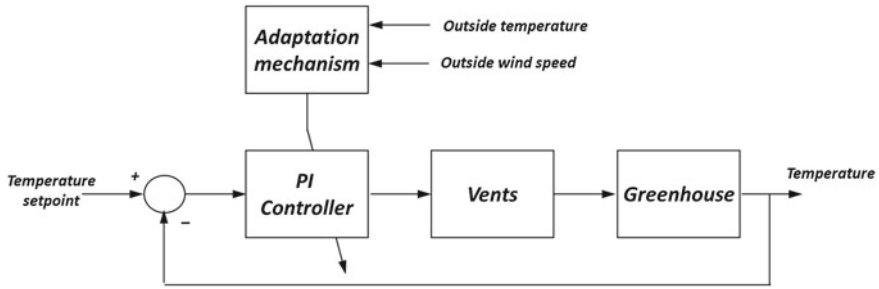 Adaptation
mechanism
Outside temperature
Outside wind speed
Temperature
setpoint
+
−
PI
Controller
Vents
Greenhouse
Temperature